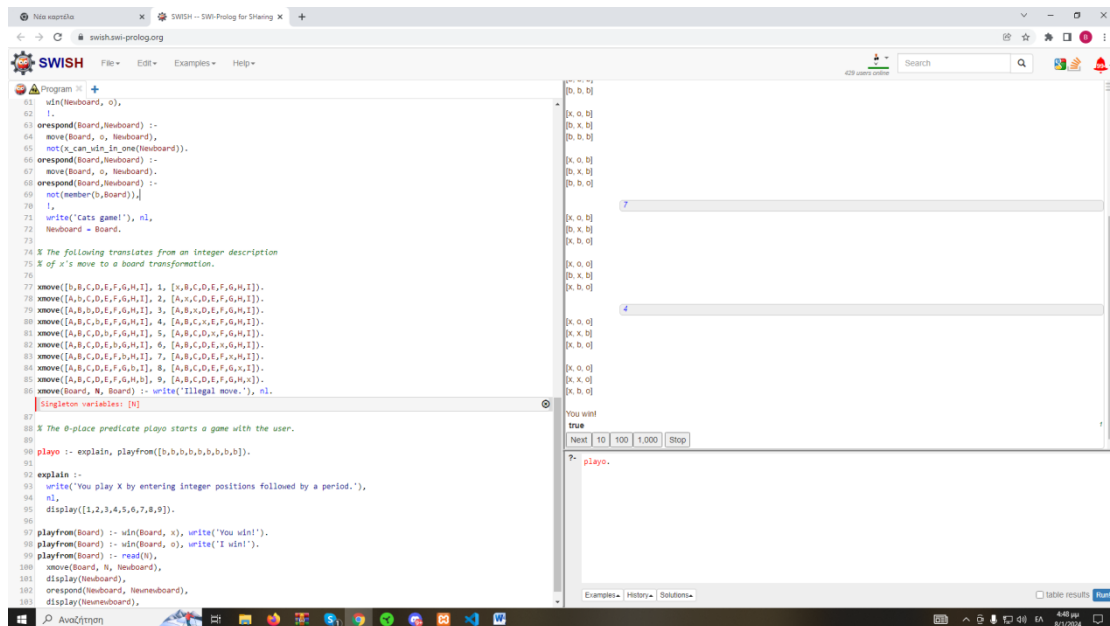 Νέα καρτέλα
SWISH -- SWI-Prolog for SHaring
swish.swi-prolog.org
SWISH File Edit Examples Help
429 users online
Search
Program
61 win(Newboard, o),
62 !.
63 orespond(Board,Newboard) :-
64 move(Board, o, Newboard),
65 not(x_can_win_in_one(Newboard)).
66 orespond(Board,Newboard) :-
67 move(Board, o, Newboard).
68 orespond(Board,Newboard) :-
69 not(member(b,Board)),
70 !,
71 write('Cats game!'), nl,
72 Newboard = Board.
73
74 % The following translates from an integer description
75 % of x's move to a board transformation.
76
77 xmove([b,B,C,D,E,F,G,H,I], 1, [x,B,C,D,E,F,G,H,I]).
78 xmove([A,b,C,D,E,F,G,H,I], 2, [A,x,C,D,E,F,G,H,I]).
79 xmove([A,B,b,D,E,F,G,H,I], 3, [A,B,x,D,E,F,G,H,I]).
80 xmove([A,B,C,b,E,F,G,H,I], 4, [A,B,C,x,E,F,G,H,I]).
81 xmove([A,B,C,D,b,F,G,H,I], 5, [A,B,C,D,x,F,G,H,I]).
82 xmove([A,B,C,D,E,b,G,H,I], 6, [A,B,C,D,E,x,G,H,I]).
83 xmove([A,B,C,D,E,F,b,H,I], 7, [A,B,C,D,E,F,x,H,I]).
84 xmove([A,B,C,D,E,F,G,b,I], 8, [A,B,C,D,E,F,G,x,I]).
85 xmove([A,B,C,D,E,F,G,H,b], 9, [A,B,C,D,E,F,G,H,x]).
86 xmove(Board, N, Board) :- write('Illegal move.'), nl.
Singleton variables: [N]
87
88 % The 0-place predicate playo starts a game with the user.
89
90 playo :- explain, playfrom([b,b,b,b,b,b,b,b,b]).
91
92 explain :-
93 write('You play X by entering integer positions followed by a period.'),
94 nl,
95 display([1,2,3,4,5,6,7,8,9]).
96
97 playfrom(Board) :- win(Board, x), write('You win!').
98 playfrom(Board) :- win(Board, o), write('I win!').
99 playfrom(Board) :- read(N),
100 xmove(Board, N, Newboard),
101 display(Newboard),
102 orespond(Newboard, Newnewboard),
103 display(Newnewboard),
[b, b, b]
[x, o, b]
[b, x, b]
[b, b, b]
[x, o, b]
[b, x, b]
[b, b, o]
7
[x, o, b]
[b, x, b]
[x, b, o]
[x, o, o]
[b, x, b]
[x, b, o]
4
[x, o, o]
[x, x, b]
[x, b, o]
[x, o, o]
[x, x, o]
[x, b, o]
You win!
true
Next 10 100 1,000 Stop
?- playo.
Examples History Solutions
table results Run
Αναζήτηση
ΕΛ
4:48 μμ
8/1/2024